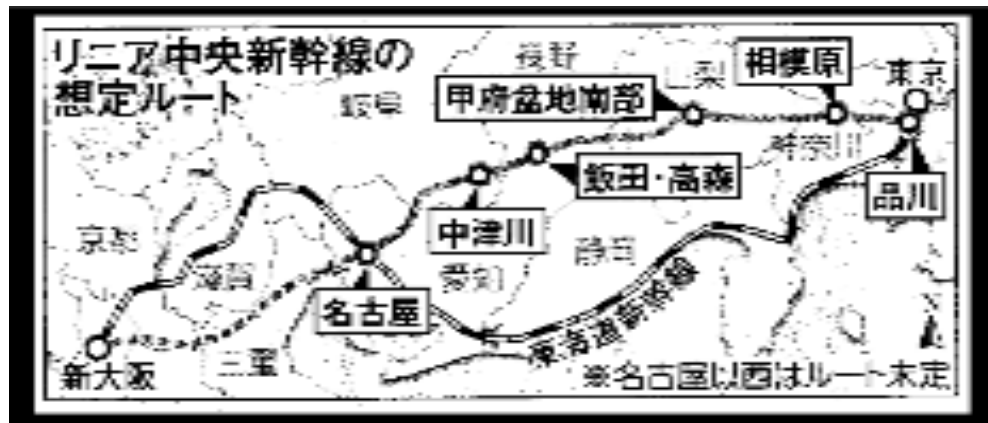 リニア中央新幹線の
想定ルート
長野
山梨
相模原
東京
岐阜
甲府盆地南部
神奈川
飯田・高森
品川
中津川
京都
滋賀
静岡
愛知
名古屋
東海道新幹線
新大阪
三重
※名古屋以西はルート未定